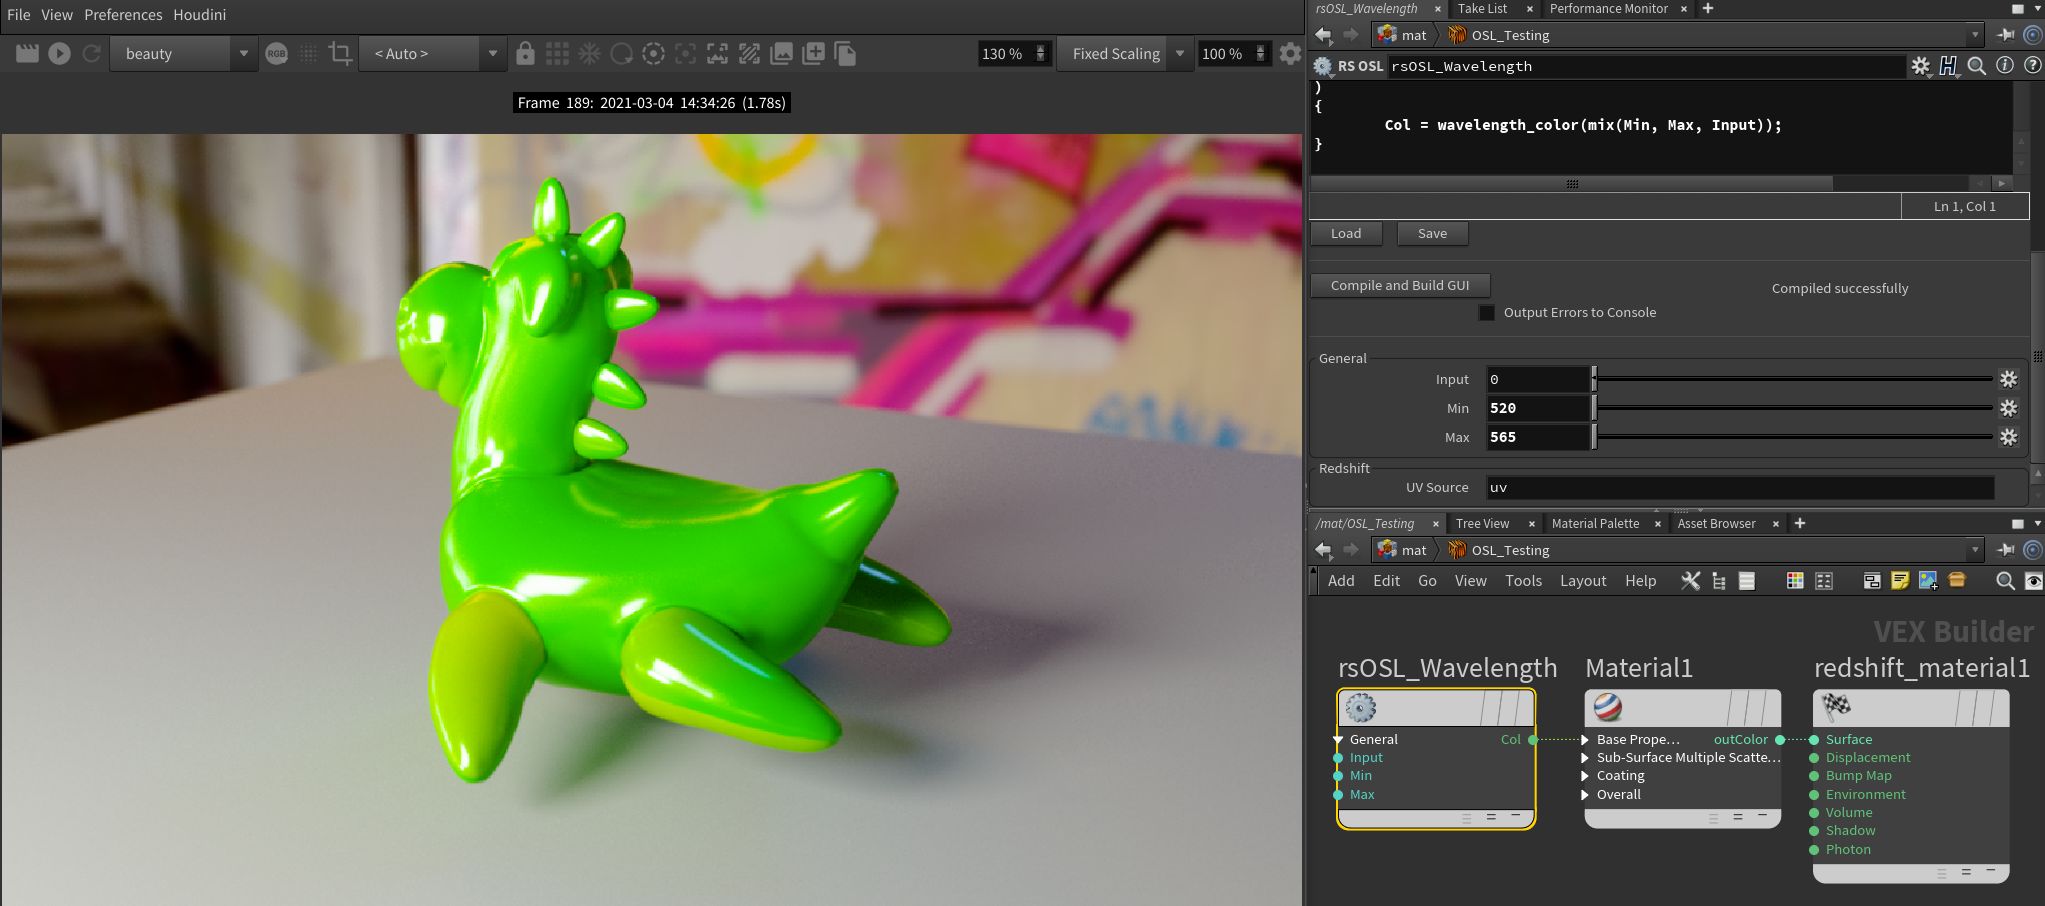 File View Preferences Houdini
beauty RGB < Auto > 130 % Fixed Scaling 100 %
Frame 189: 2021-03-04 14:34:26 (1.78s)
rsOSL_Wavelength × Take List × Performance Monitor × +
mat OSL_Testing
RS OSL rsOSL_Wavelength
)
{
Col = wavelength_color(mix(Min, Max, Input));
}
Ln 1, Col 1
Load Save
Compile and Build GUI Compiled successfully
Output Errors to Console
General
Input 0
Min 520
Max 565
Redshift
UV Source uv
/mat/OSL_Testing × Tree View × Material Palette × Asset Browser × +
mat OSL_Testing
Add Edit Go View Tools Layout Help
VEX Builder
rsOSL_Wavelength Material1 redshift_material1
General Col Base Prope... outColor Surface
Input Sub-Surface Multiple Scatte... Displacement
Min Coating Bump Map
Max Overall Environment
Volume
Shadow
Photon